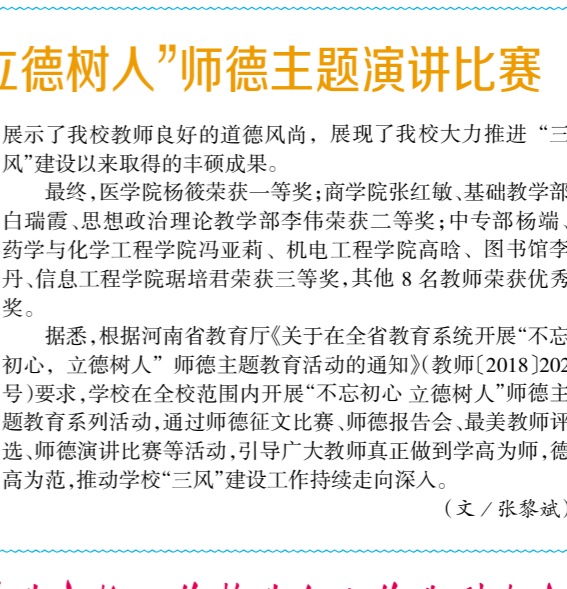 立德树人”师德主题演讲比赛
展示了我校教师良好的道德风尚，展现了我校大力推进“三
风”建设以来取得的丰硕成果。
最终，医学院杨筱荣获一等奖；商学院张红敏、基础教学部
白瑞霞、思想政治理论教学部李伟荣获二等奖；中专部杨端、
药学与化学工程学院冯亚莉、机电工程学院高晗、图书馆李
丹、信息工程学院琚培君荣获三等奖，其他 8 名教师荣获优秀
奖。
据悉，根据河南省教育厅《关于在全省教育系统开展“不忘
初心，立德树人”师德主题教育活动的通知》（教师〔2018〕202
号）要求，学校在全校范围内开展“不忘初心 立德树人”师德主
题教育系列活动，通过师德征文比赛、师德报告会、最美教师评
选、师德演讲比赛等活动，引导广大教师真正做到学高为师，德
高为范，推动学校“三风”建设工作持续走向深入。
（文／张黎斌）